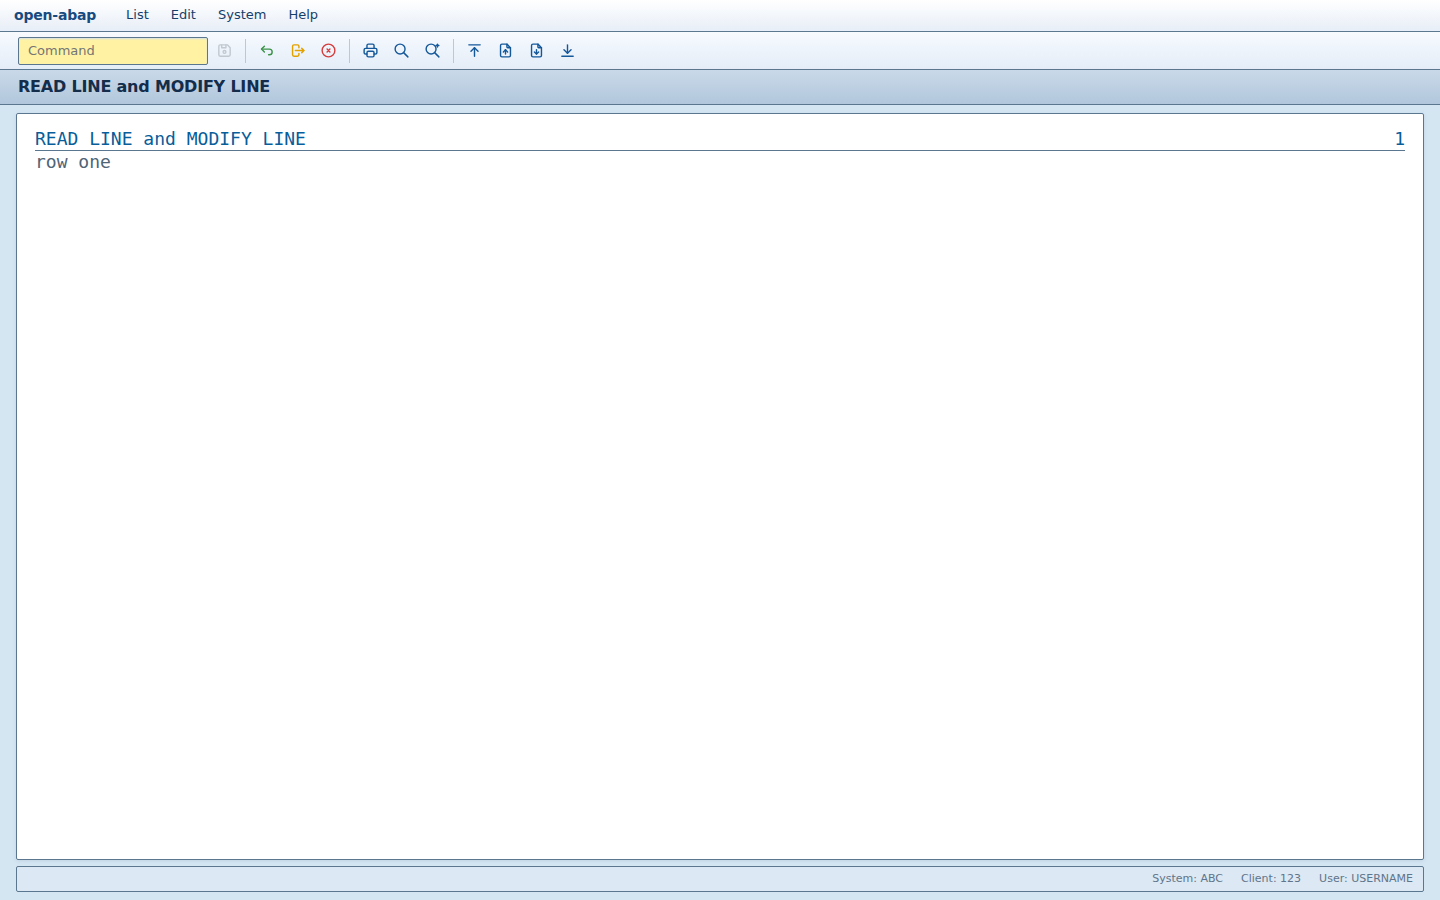 open-abap List Edit System Help
Command
READ LINE and MODIFY LINE
READ LINE and MODIFY LINE 1
row one
System: ABC Client: 123 User: USERNAME